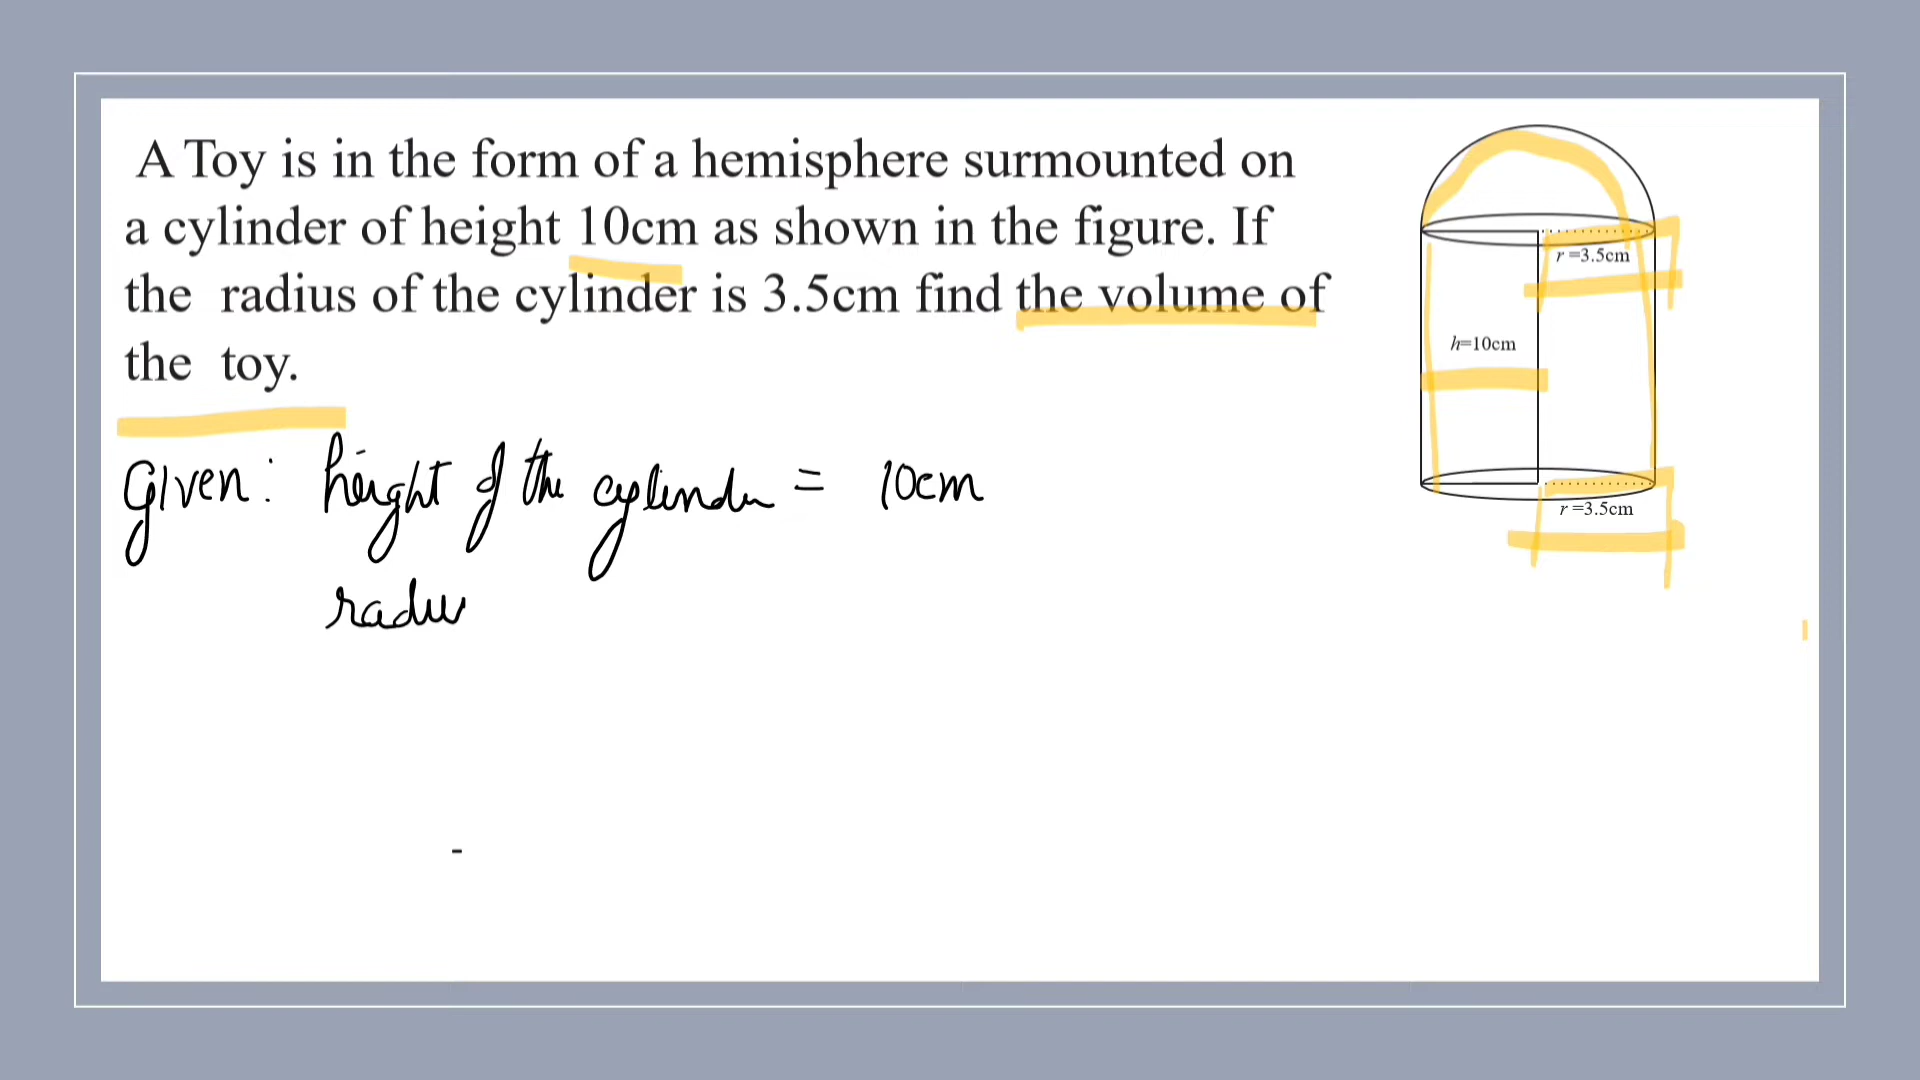 A Toy is in the form of a hemisphere surmounted on
a cylinder of height 10cm as shown in the figure. If
the radius of the cylinder is 3.5cm find the volume of
the toy.
r =3.5cm
h=10cm
r =3.5cm
Given: height of the cylinder = 10cm
radius